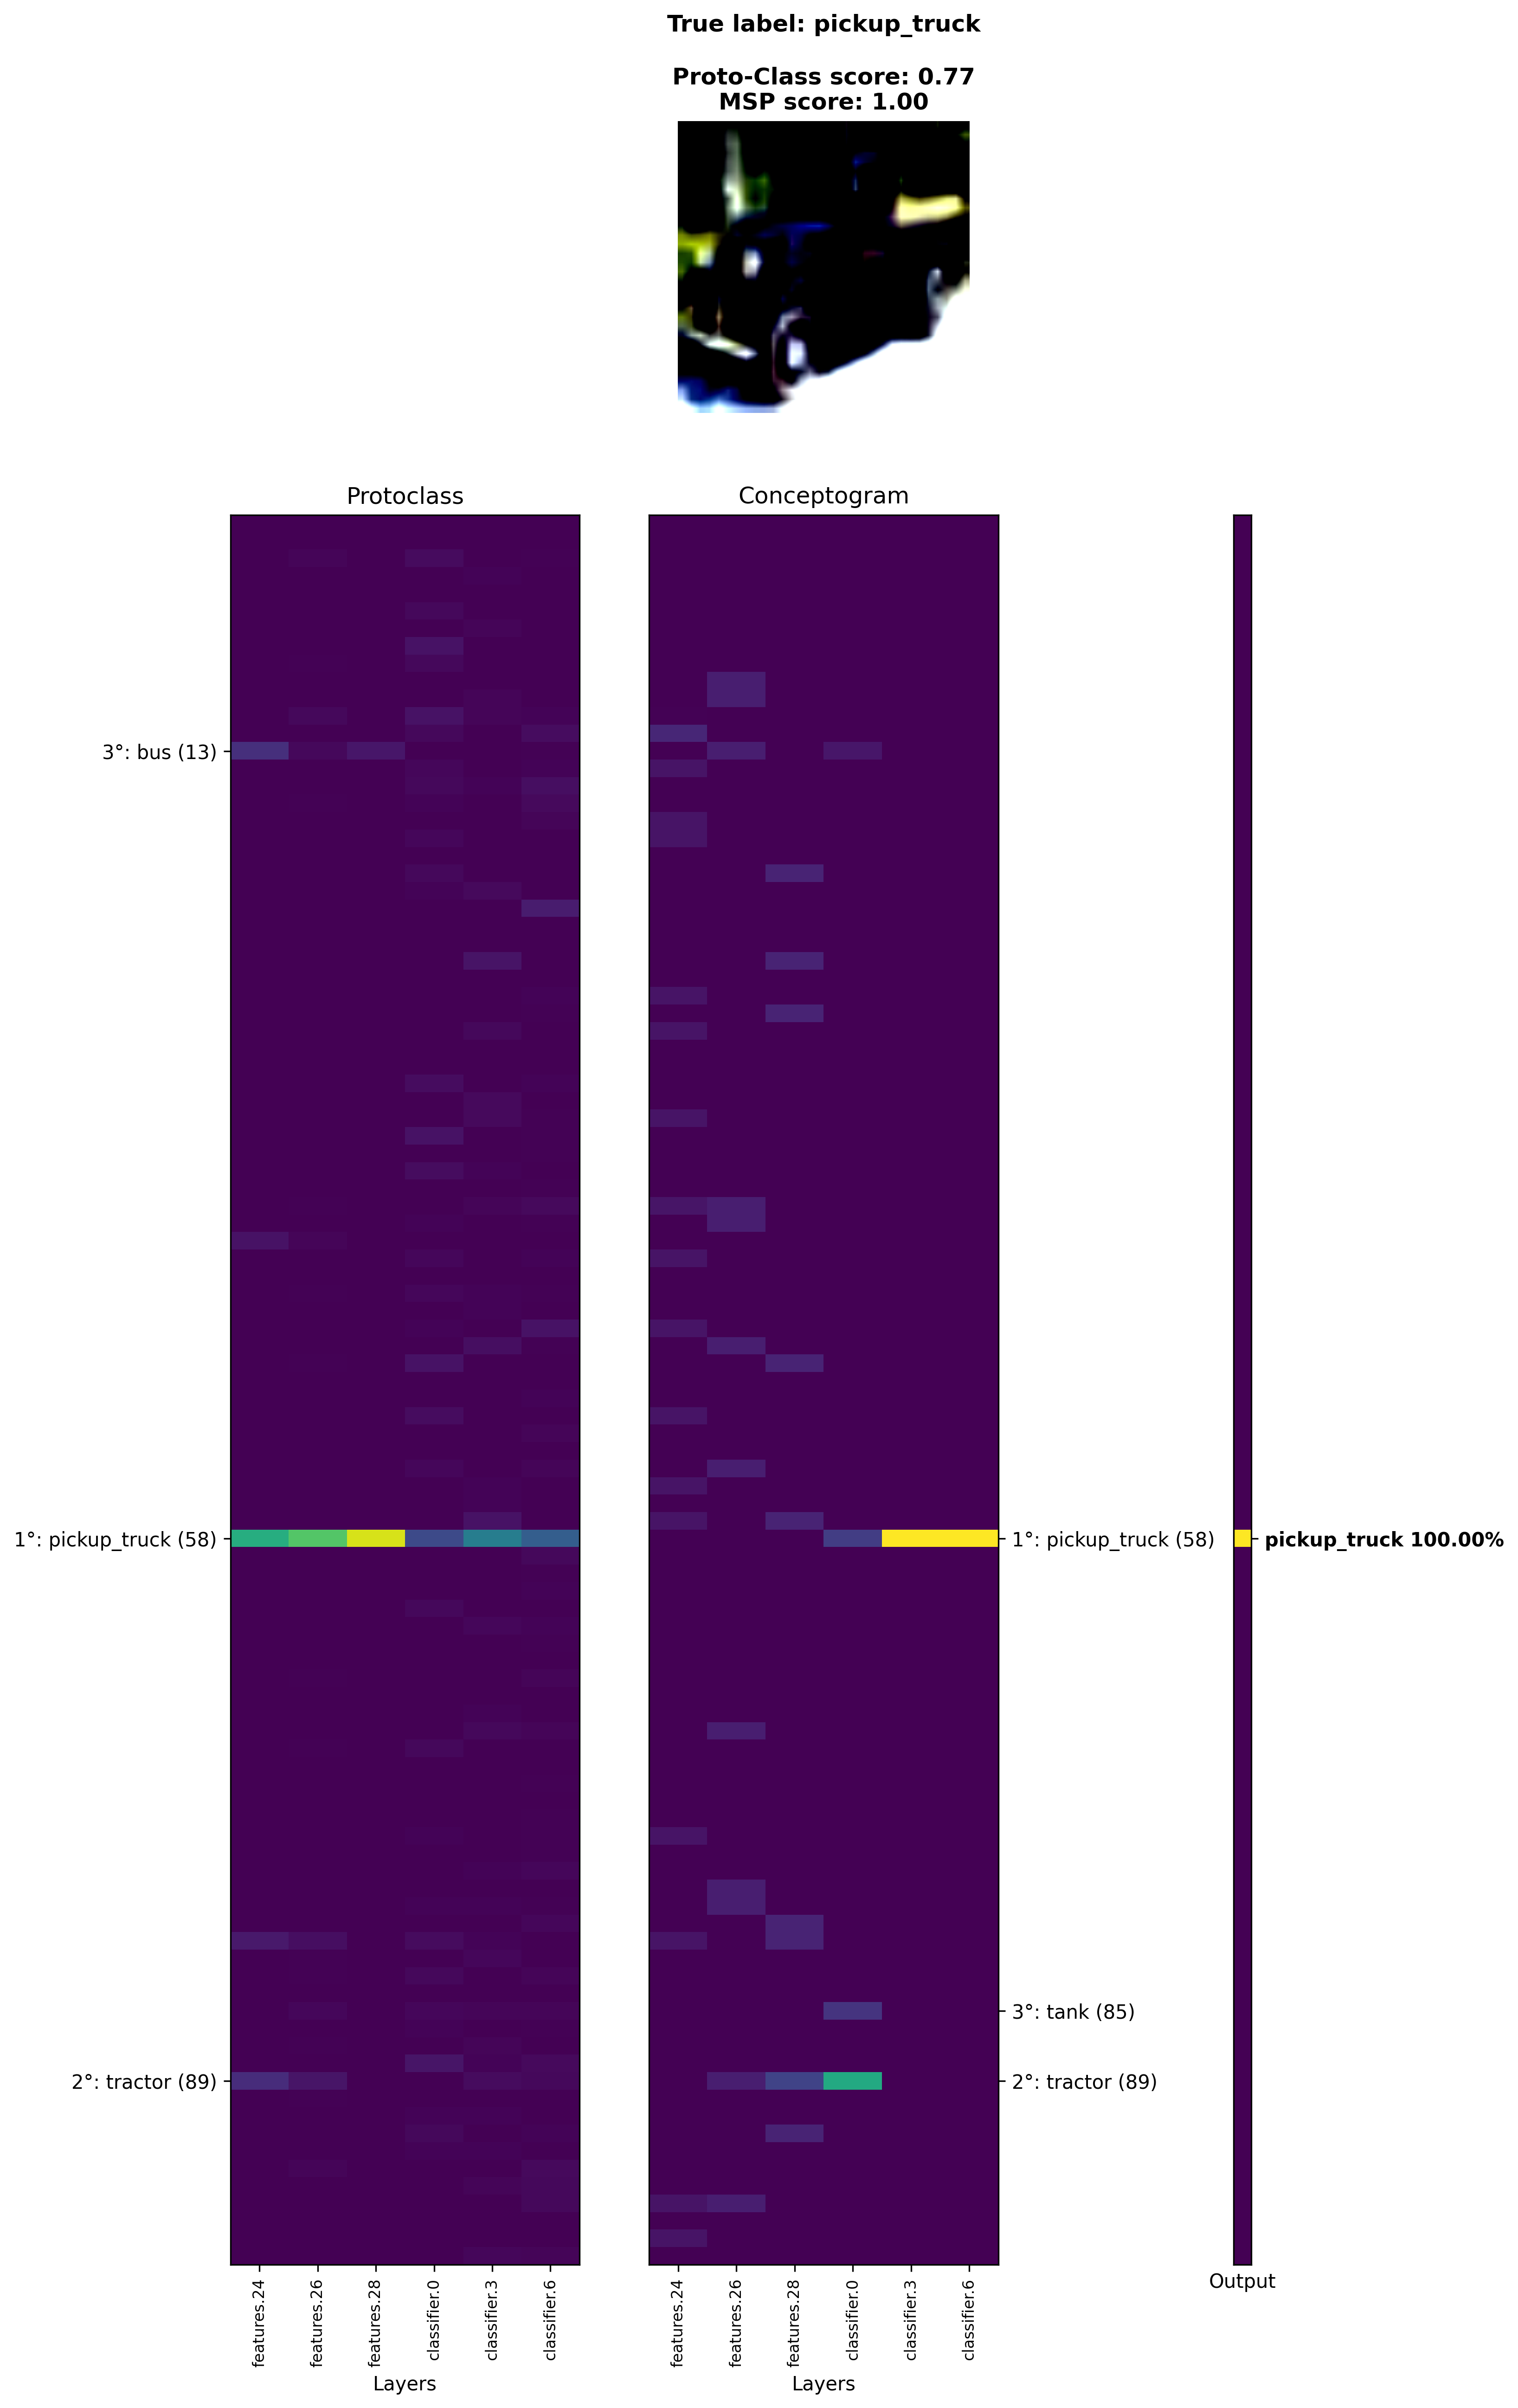 True label: pickup_truck
Proto-Class score: 0.77
MSP score: 1.00
Protoclass
Conceptogram
3°: bus (13)
1°: pickup_truck (58)
1°: pickup_truck (58)
pickup_truck 100.00%
3°: tank (85)
2°: tractor (89)
2°: tractor (89)
Output
features.24
features.26
features.28
classifier.0
classifier.3
classifier.6
features.24
features.26
features.28
classifier.0
classifier.3
classifier.6
Layers
Layers